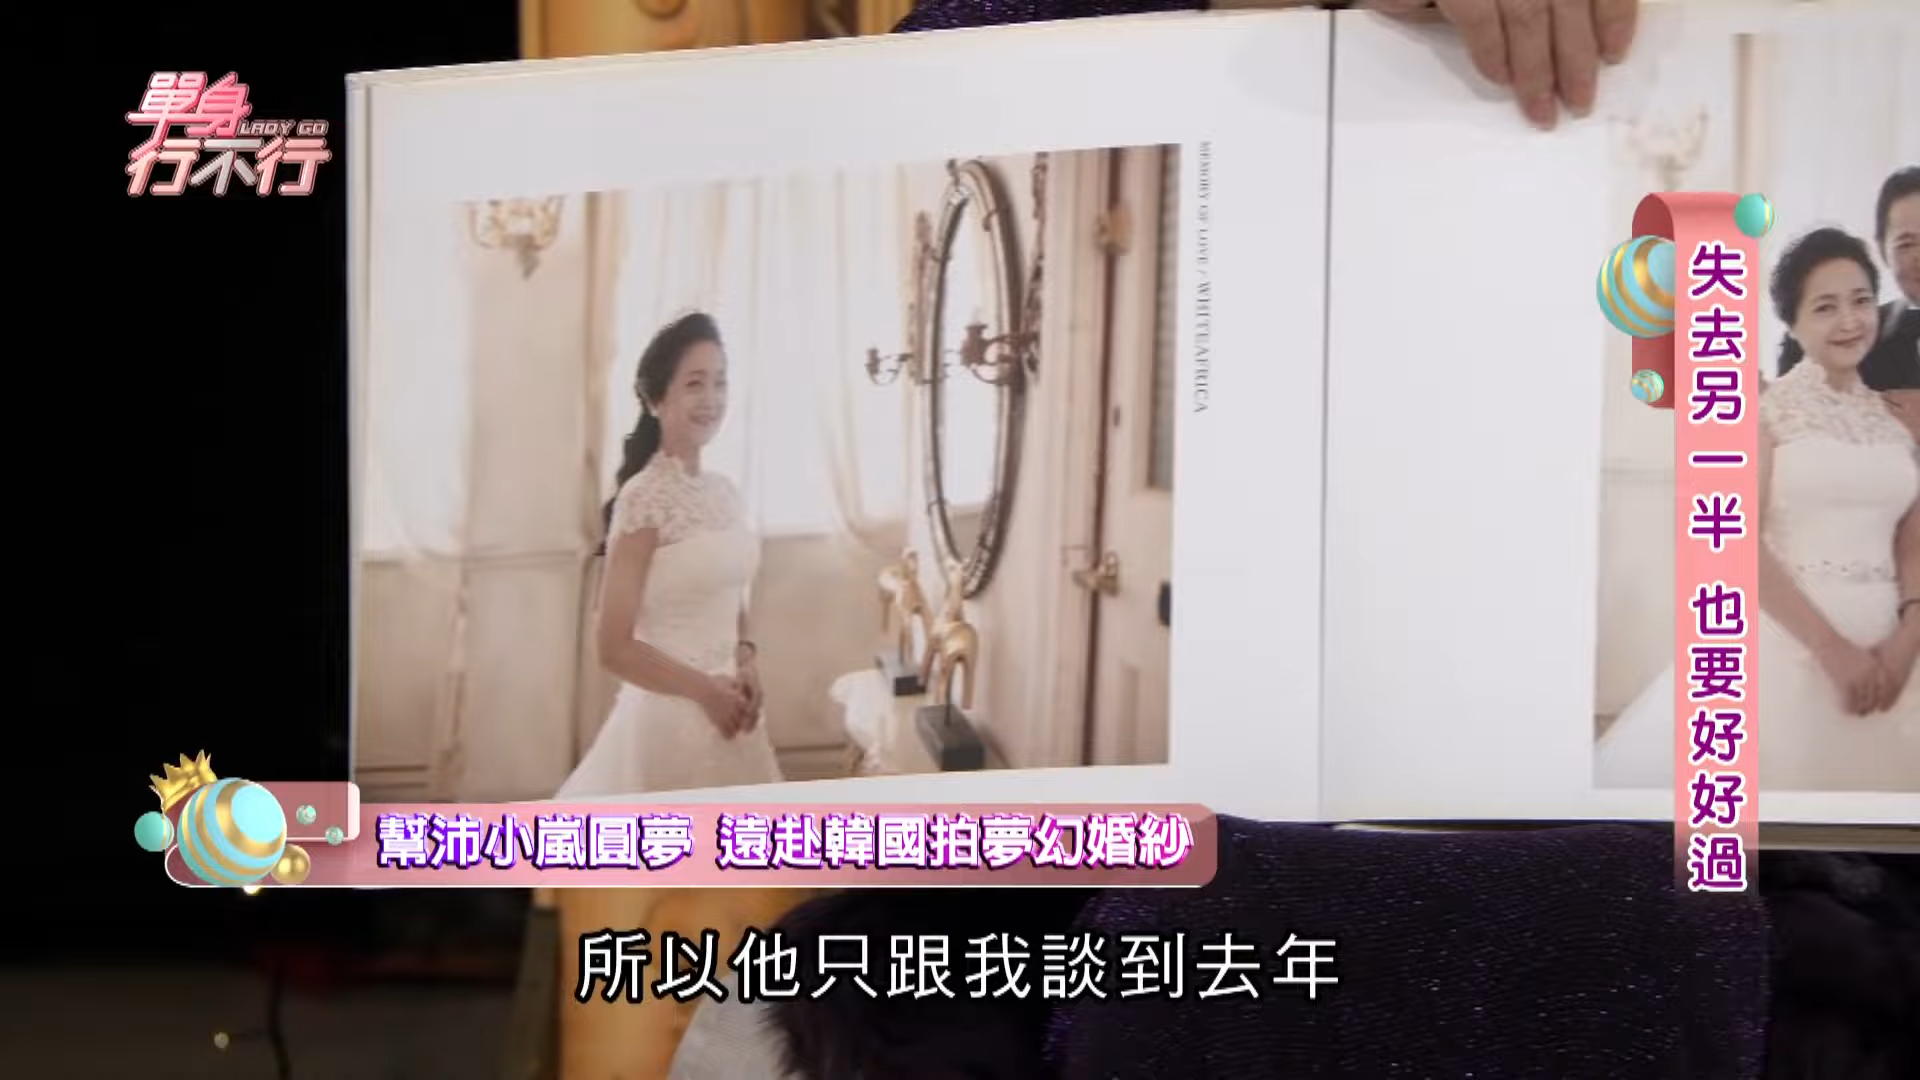 單身
LADY GO
行不行
MEMORY OF LOVE / WHITEAFRICA
失去另一半 也要好好過
幫沛小嵐圓夢 遠赴韓國拍夢幻婚紗
所以他只跟我談到去年